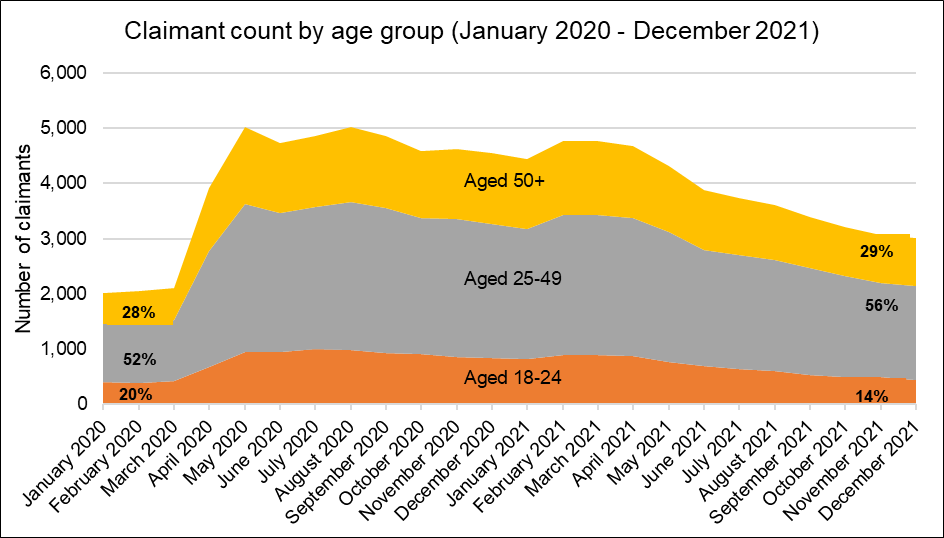 Claimant count by age group (January 2020 - December 2021)
Number of claimants
6,000
5,000
4,000
3,000
2,000
1,000
0
Aged 50+
Aged 25-49
Aged 18-24
28%
52%
20%
29%
56%
14%
January 2020
February 2020
March 2020
April 2020
May 2020
June 2020
July 2020
August 2020
September 2020
October 2020
November 2020
December 2020
January 2021
February 2021
March 2021
April 2021
May 2021
June 2021
July 2021
August 2021
September 2021
October 2021
November 2021
December 2021